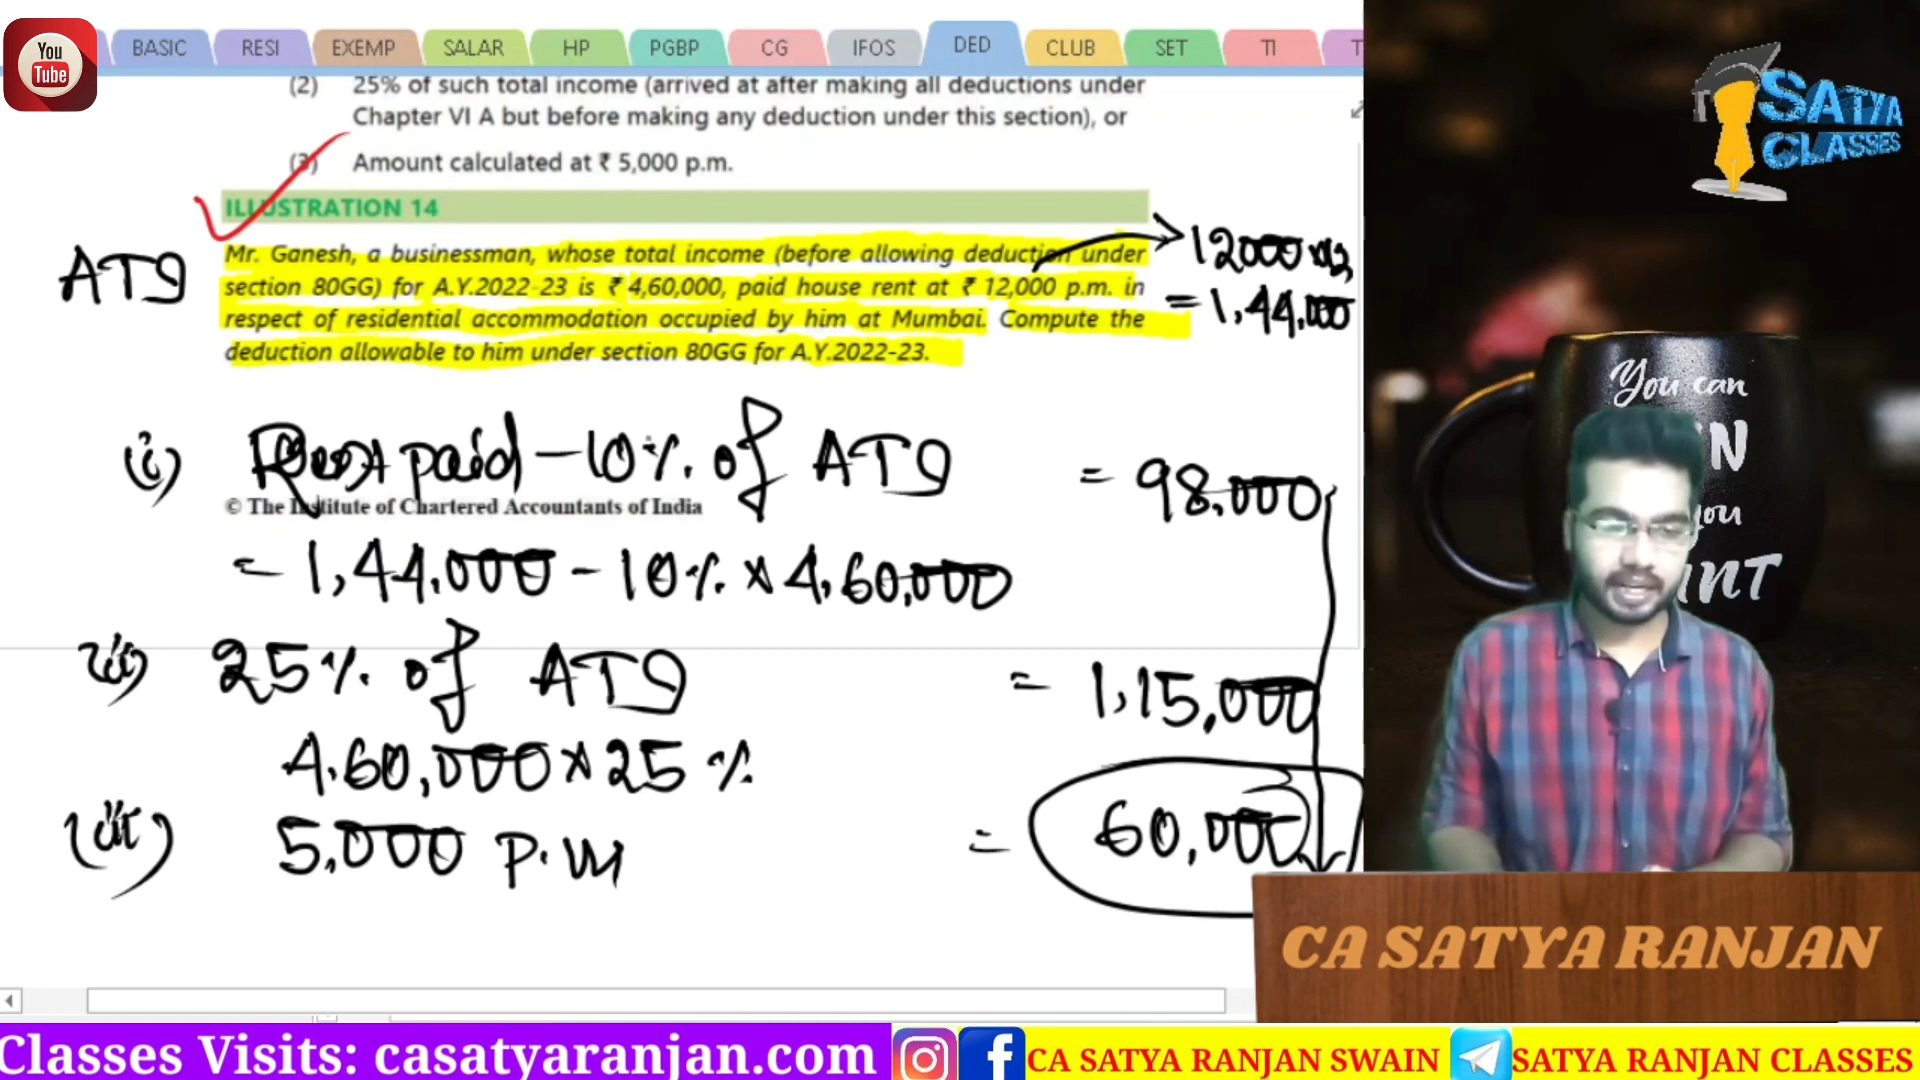 You
Tube
BASIC RESI EXEMP SALAR HP PGBP CG IFOS DED CLUB SET TI T
(2) 25% of such total income (arrived at after making all deductions under
Chapter VI A but before making any deduction under this section), or
(3) Amount calculated at ₹ 5,000 p.m.
ILLUSTRATION 14
Mr. Ganesh, a businessman, whose total income (before allowing deduction under
section 80GG) for A.Y.2022-23 is ₹ 4,60,000, paid house rent at ₹ 12,000 p.m. in
respect of residential accommodation occupied by him at Mumbai. Compute the
deduction allowable to him under section 80GG for A.Y.2022-23.
ATI
12000 x12
= 1,44,000
(i) Rent paid - 10% of ATI = 98,000
© The Institute of Chartered Accountants of India
= 1,44,000 - 10% x 4,60,000
(ii) 25% of ATI = 1,15,000
4,60,000 x 25%
(iii) 5,000 P.M = 60,000
SATYA
CLASSES
You can
you
CA SATYA RANJAN
Classes Visits: casatyaranjan.com
CA SATYA RANJAN SWAIN
SATYA RANJAN CLASSES